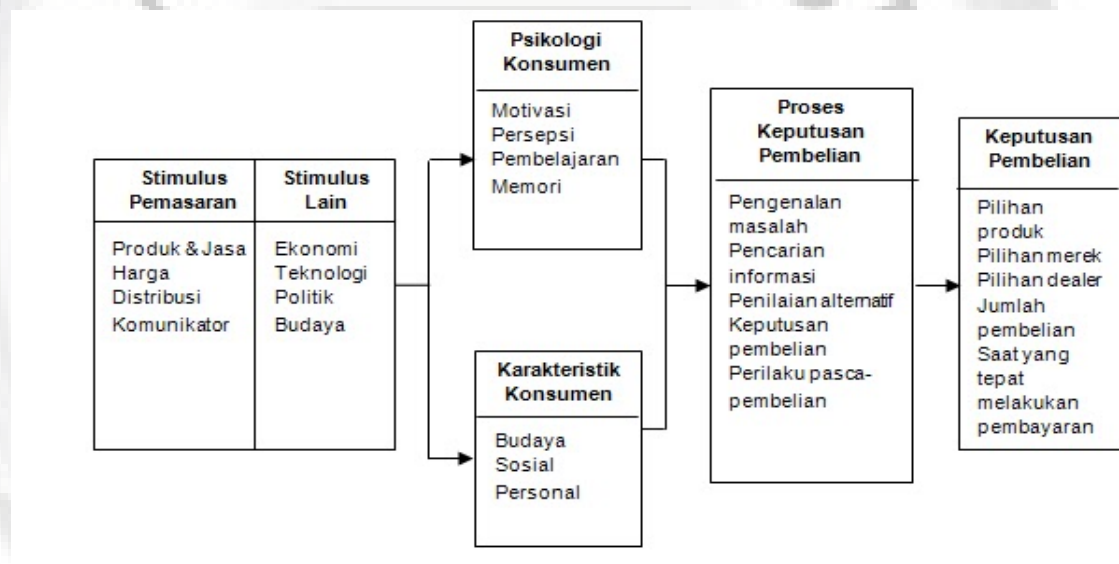 Stimulus
Pemasaran
Produk & Jasa
Harga
Distribusi
Komunikator
Stimulus
Lain
Ekonomi
Teknologi
Politik
Budaya
Psikologi
Konsumen
Motivasi
Persepsi
Pembelajaran
Memori
Karakteristik
Konsumen
Budaya
Sosial
Personal
Proses
Keputusan
Pembelian
Pengenalan
masalah
Pencarian
informasi
Penilaian alternatif
Keputusan
pembelian
Perilaku pasca-
pembelian
Keputusan
Pembelian
Pilihan
produk
Pilihan merek
Pilihan dealer
Jumlah
pembelian
Saat yang
tepat
melakukan
pembayaran